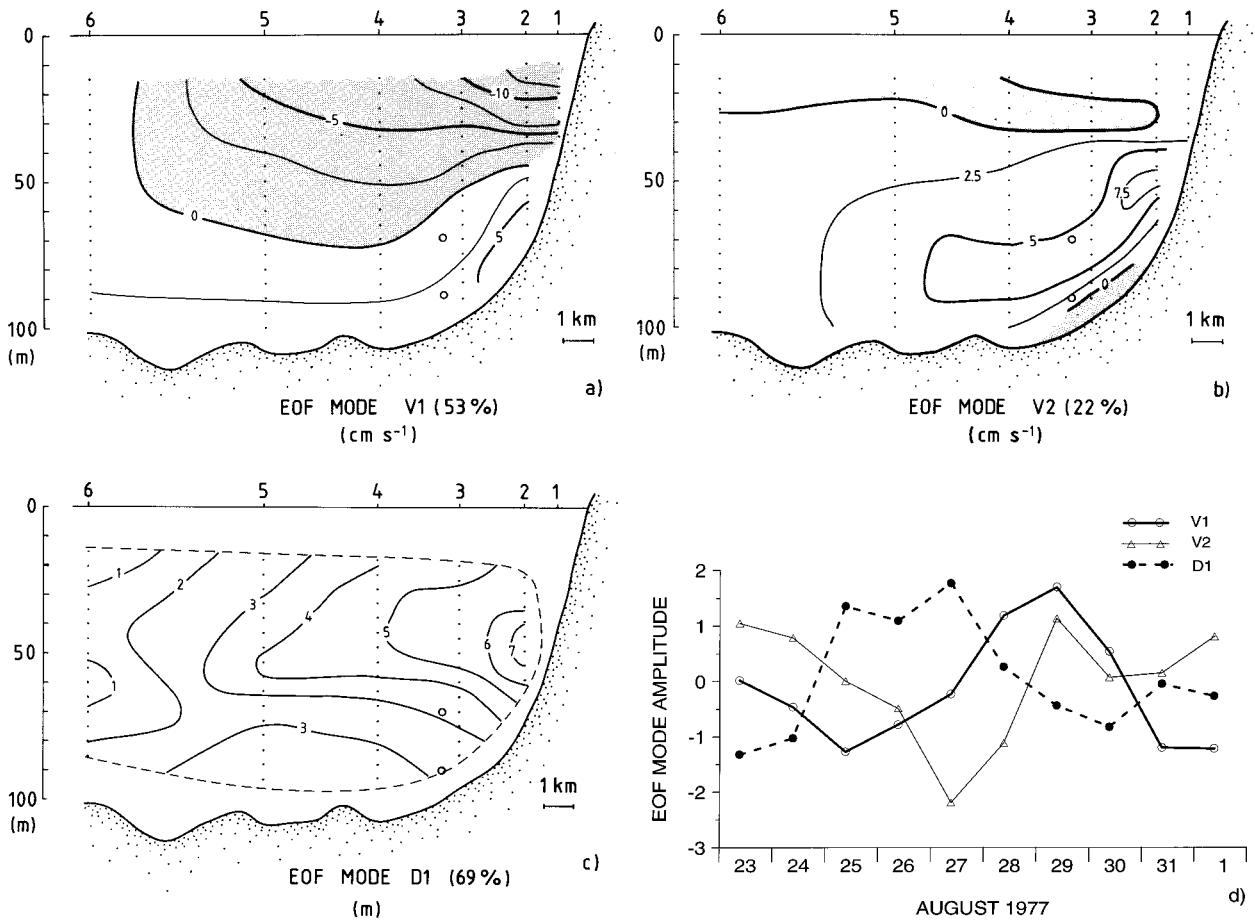 6 5 4 3 2 1
0
50
100
(m)
-10
-5
0
5
1 km
a)
EOF MODE V1 (53%)
(cm s⁻¹)
6 5 4 3 2 1
0
50
100
(m)
0
2.5
7.5
5
0
1 km
b)
EOF MODE V2 (22%)
(cm s⁻¹)
6 5 4 3 2 1
0
50
100
(m)
1
2
3
4
5
6
7
1
3
1 km
c)
EOF MODE D1 (69%)
(m)
V1
V2
D1
EOF MODE AMPLITUDE
2
1
0
-1
-2
-3
23 24 25 26 27 28 29 30 31 1
AUGUST 1977
d)